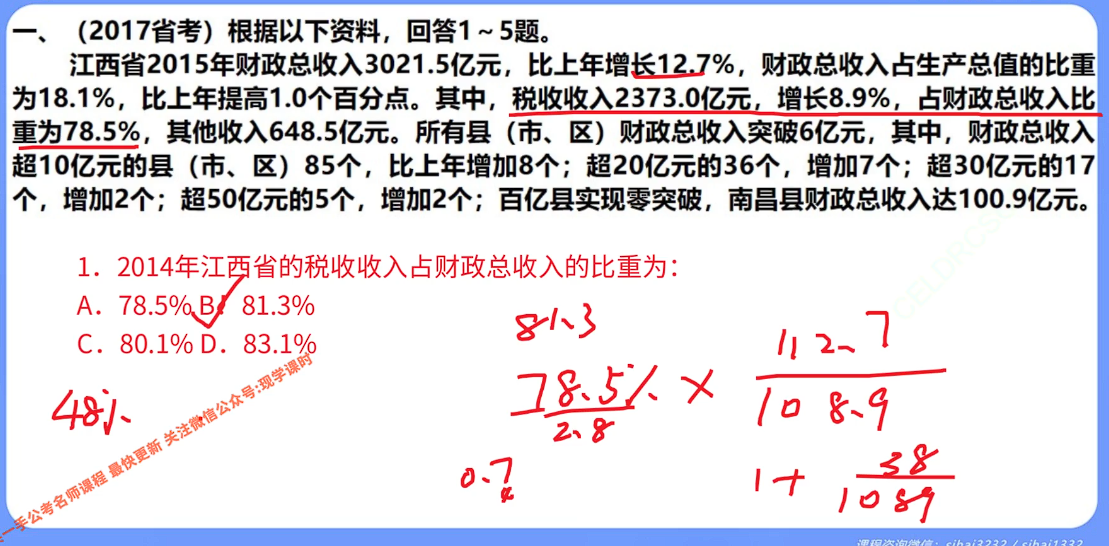 一、（2017省考）根据以下资料，回答1～5题。
江西省2015年财政总收入3021.5亿元，比上年增长12.7%，财政总收入占生产总值的比重
为18.1%，比上年提高1.0个百分点。其中，税收收入2373.0亿元，增长8.9%，占财政总收入比
重为78.5%，其他收入648.5亿元。所有县（市、区）财政总收入突破6亿元，其中，财政总收入
超10亿元的县（市、区）85个，比上年增加8个；超20亿元的36个，增加7个；超30亿元的17
个，增加2个；超50亿元的5个，增加2个；百亿县实现零突破，南昌县财政总收入达100.9亿元。
1．2014年江西省的税收收入占财政总收入的比重为：
A．78.5% B．81.3%
C．80.1% D．83.1%
81.3
78.5% × 112.7
108.9
2.8
48%
0.7
1+ 38
1089
一手公考名师课程 最快更新 关注微信公众号:现学课时
课程咨询微信：sihai3232 / sihai1332